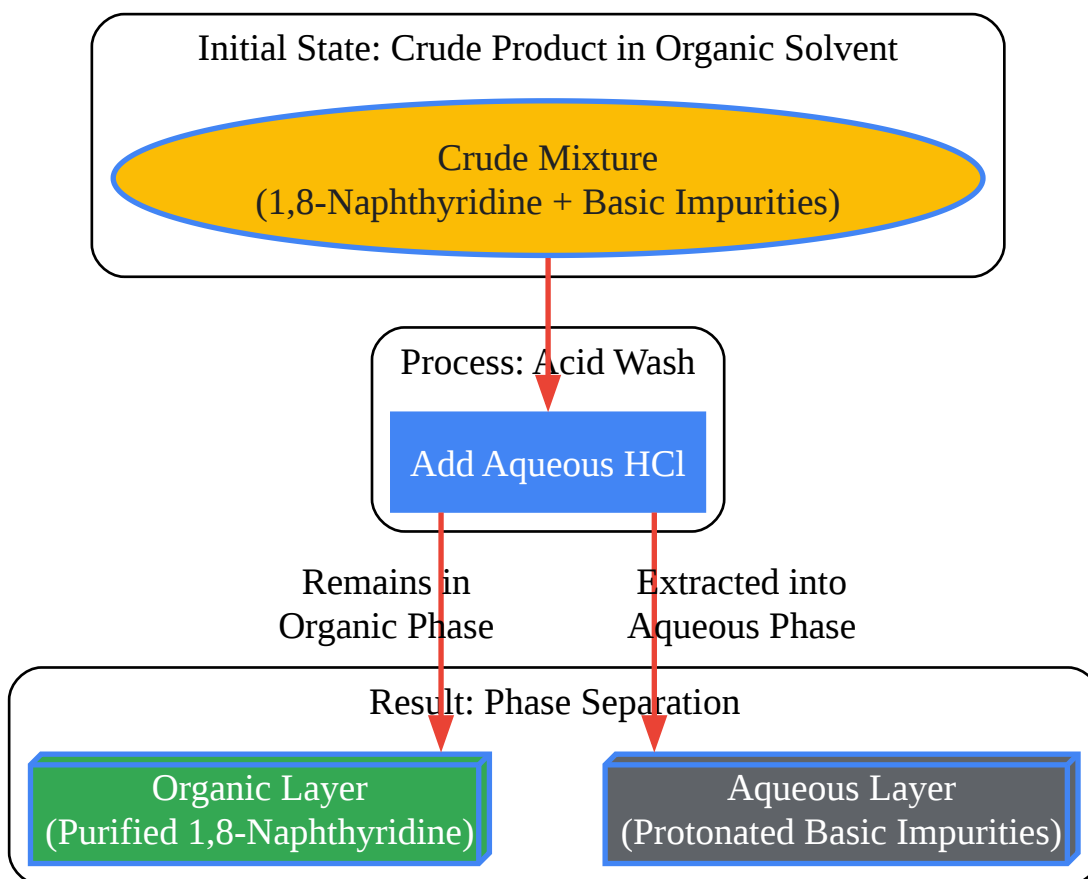 Initial State: Crude Product in Organic Solvent
Crude Mixture
(1,8-Naphthyridine + Basic Impurities)
Process: Acid Wash
Add Aqueous HCl
Remains in
Organic Phase
Extracted into
Aqueous Phase
Result: Phase Separation
Organic Layer
(Purified 1,8-Naphthyridine)
Aqueous Layer
(Protonated Basic Impurities)